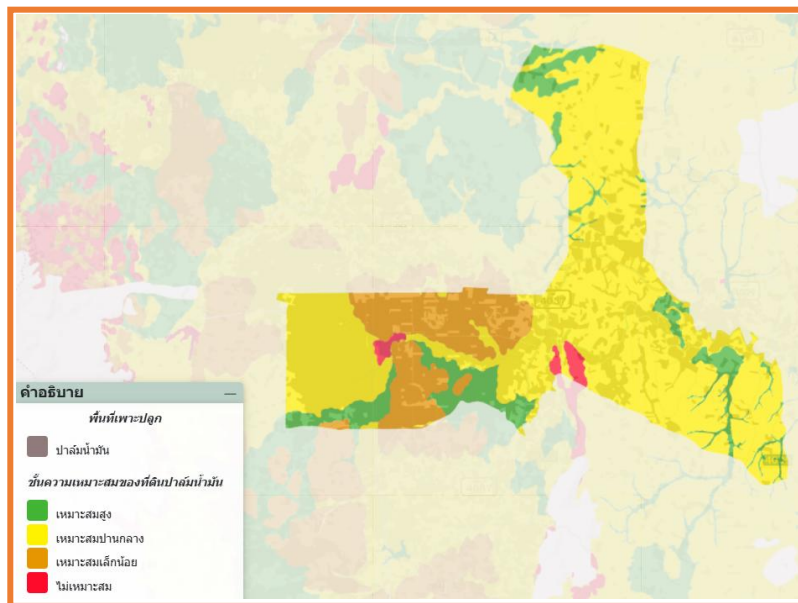 คำอธิบาย
พื้นที่เพาะปลูก
ปาล์มน้ำมัน
ชั้นความเหมาะสมของที่ดินปาล์มน้ำมัน
เหมาะสมสูง
เหมาะสมปานกลาง
เหมาะสมเล็กน้อย
ไม่เหมาะสม